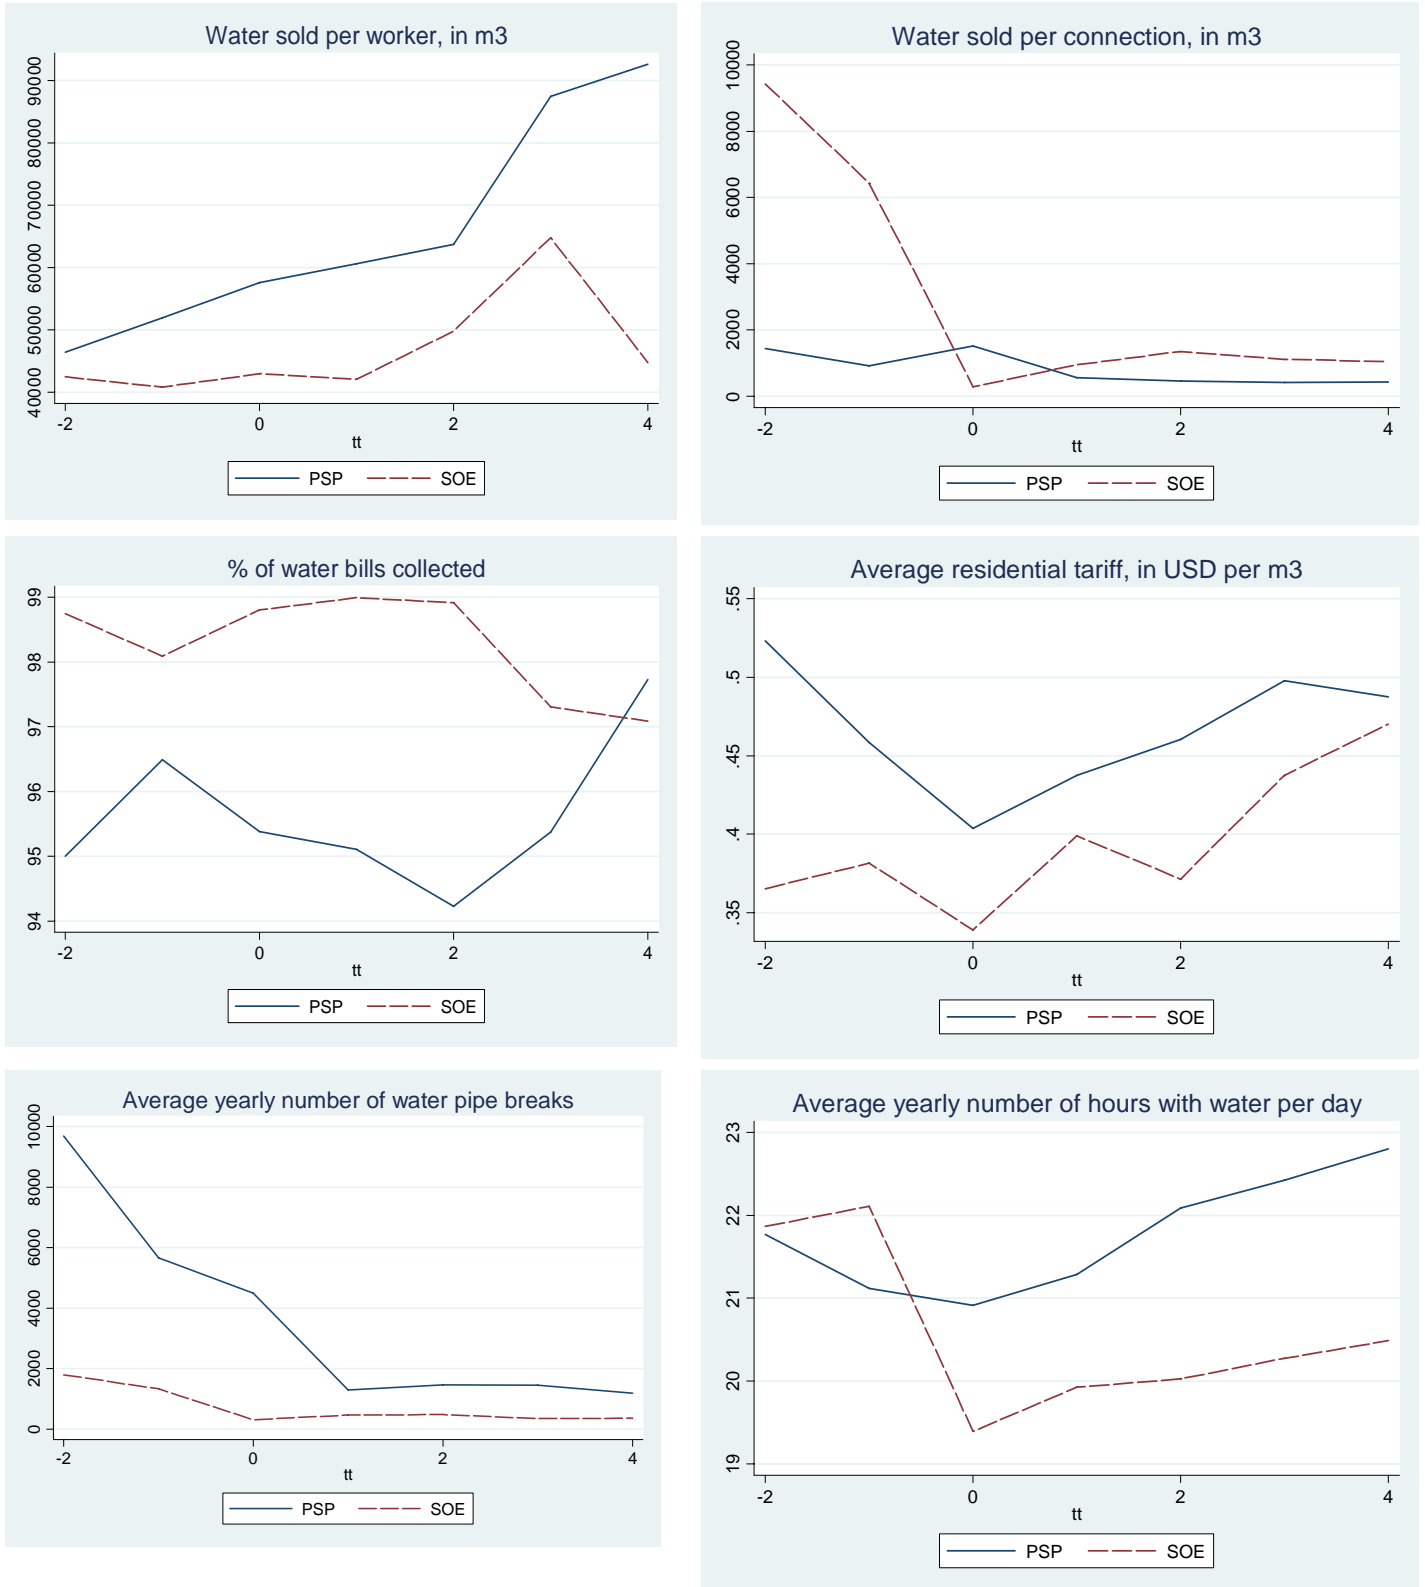 Water sold per worker, in m3
90000
80000
70000
60000
50000
40000
-2 0 2 4
tt
PSP SOE
Water sold per connection, in m3
10000
8000
6000
4000
2000
0
-2 0 2 4
tt
PSP SOE
% of water bills collected
99
98
97
96
95
94
-2 0 2 4
tt
PSP SOE
Average residential tariff, in USD per m3
.55
.5
.45
.4
.35
-2 0 2 4
tt
PSP SOE
Average yearly number of water pipe breaks
10000
8000
6000
4000
2000
0
-2 0 2 4
tt
PSP SOE
Average yearly number of hours with water per day
23
22
21
20
19
-2 0 2 4
tt
PSP SOE